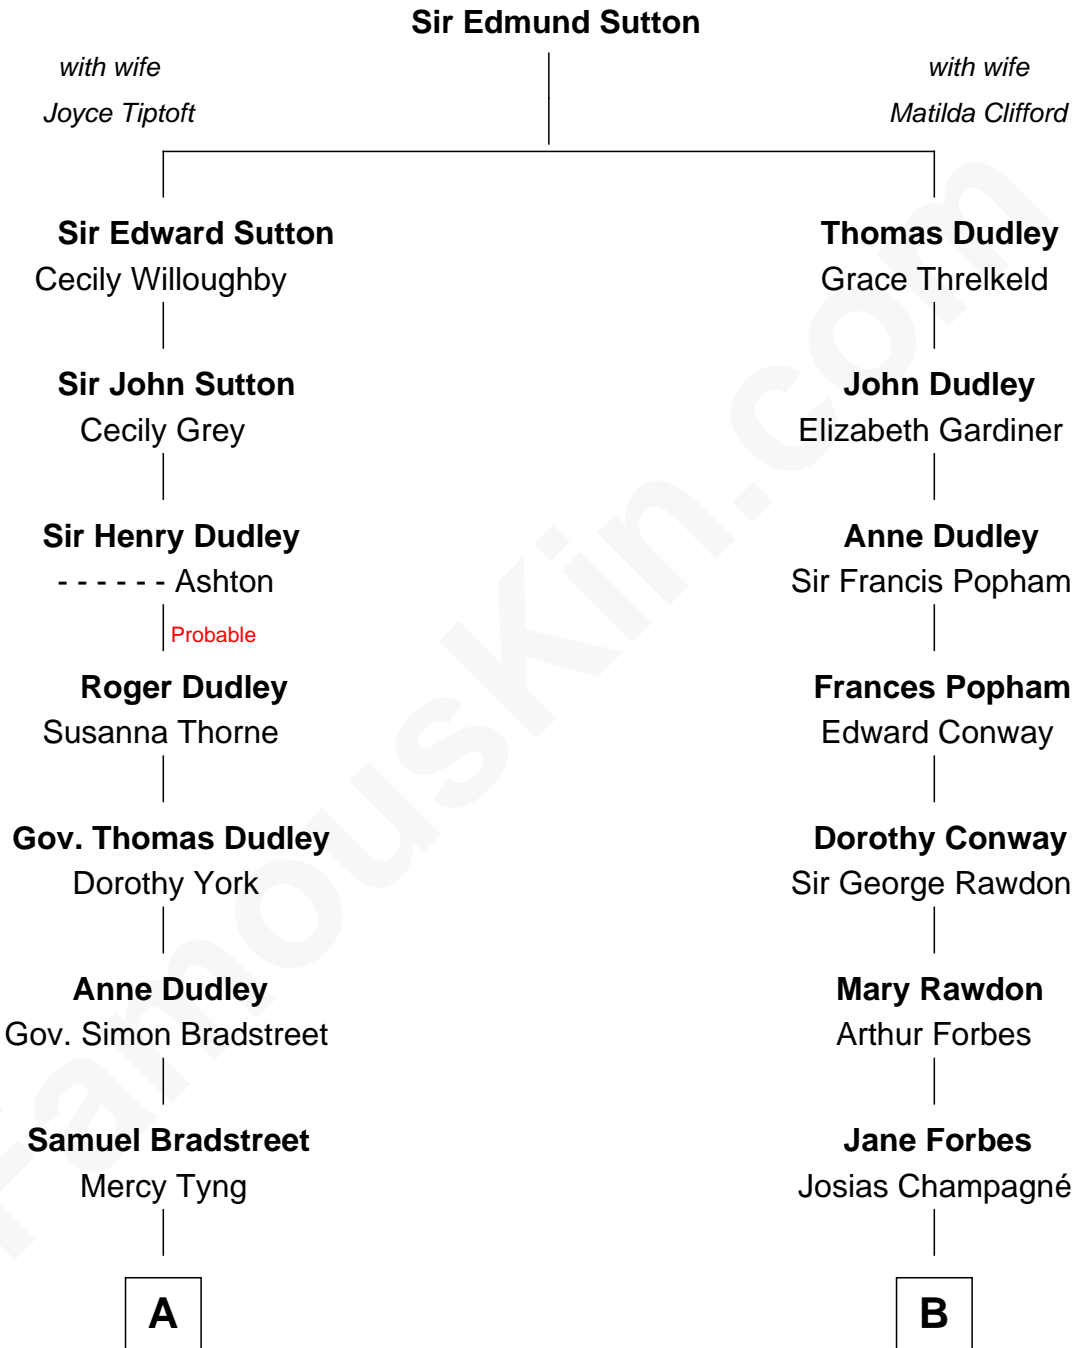 Sir Edmund Sutton
with wife
Joyce Tiptoft
with wife
Matilda Clifford
Sir Edward Sutton
Cecily Willoughby
Thomas Dudley
Grace Threlkeld
Sir John Sutton
Cecily Grey
John Dudley
Elizabeth Gardiner
Sir Henry Dudley
- - - - - - Ashton
Anne Dudley
Sir Francis Popham
Probable
Roger Dudley
Susanna Thorne
Frances Popham
Edward Conway
Gov. Thomas Dudley
Dorothy York
Dorothy Conway
Sir George Rawdon
Anne Dudley
Gov. Simon Bradstreet
Mary Rawdon
Arthur Forbes
Samuel Bradstreet
Mercy Tyng
Jane Forbes
Josias Champagné
A
B
FamousKin.com